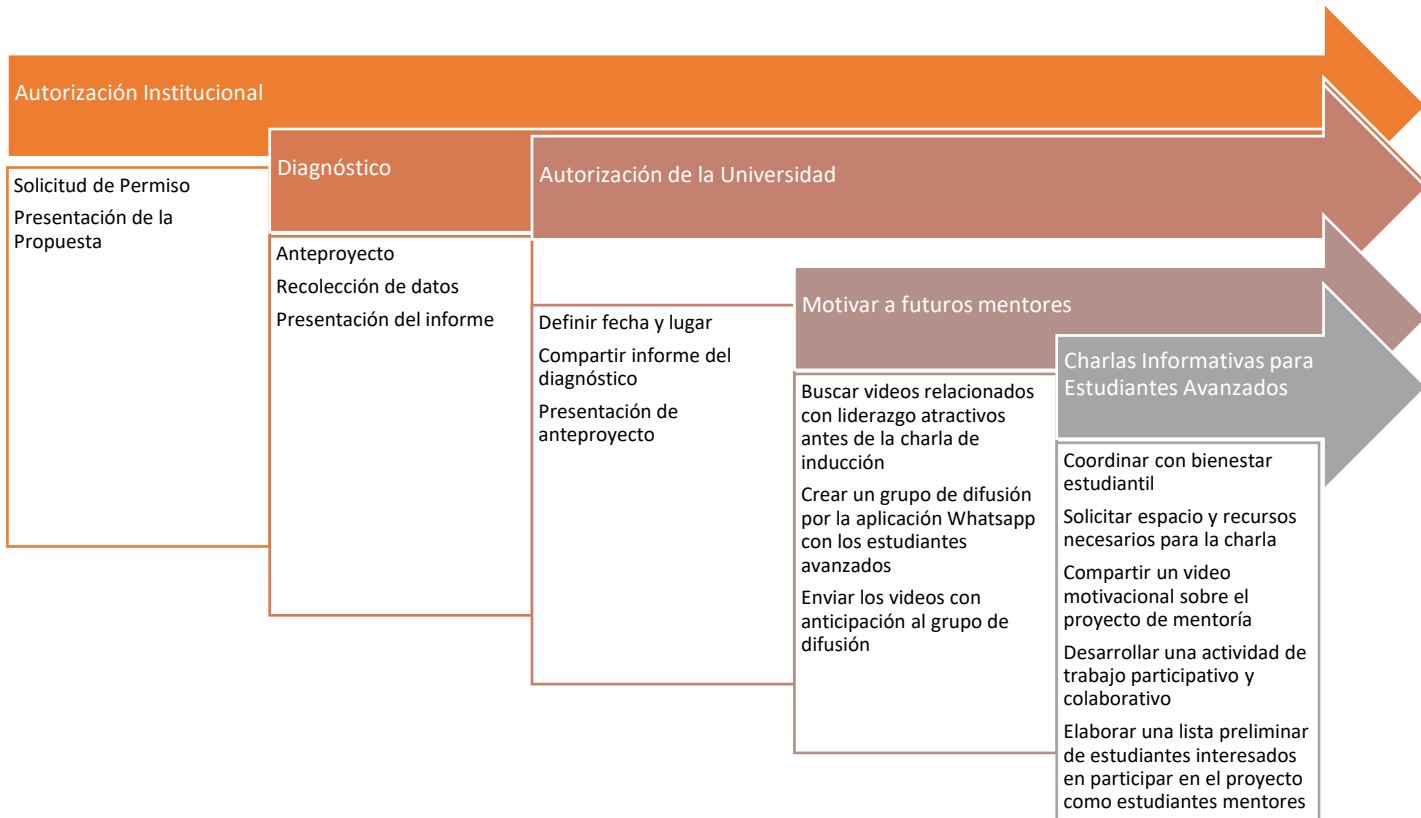 Autorización Institucional
Solicitud de Permiso
Presentación de la
Propuesta
Diagnóstico
Anteproyecto
Recolección de datos
Presentación del informe
Autorización de la Universidad
Definir fecha y lugar
Compartir informe del
diagnóstico
Presentación de
anteproyecto
Motivar a futuros mentores
Buscar videos relacionados
con liderazgo atractivos
antes de la charla de
inducción
Crear un grupo de difusión
por la aplicación Whatsapp
con los estudiantes
avanzados
Enviar los videos con
anticipación al grupo de
difusión
Charlas Informativas para
Estudiantes Avanzados
Coordinar con bienestar
estudiantil
Solicitar espacio y recursos
necesarios para la charla
Compartir un video
motivacional sobre el
proyecto de mentoría
Desarrollar una actividad de
trabajo participativo y
colaborativo
Elaborar una lista preliminar
de estudiantes interesados
en participar en el proyecto
como estudiantes mentores